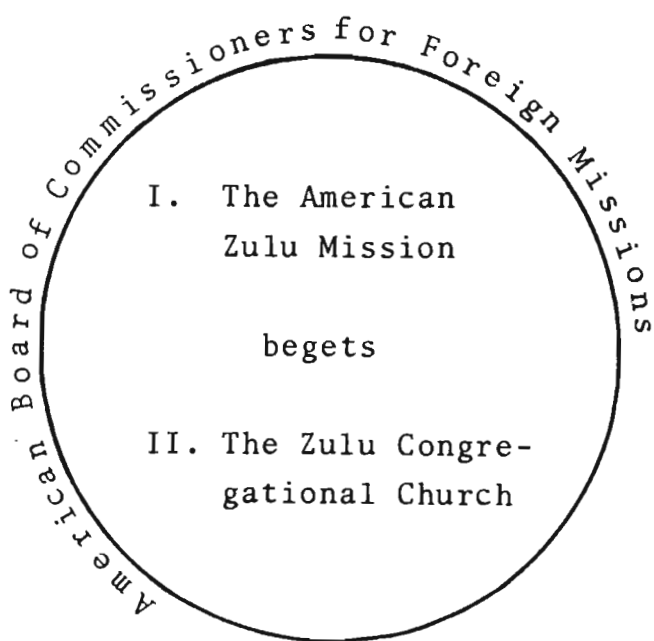 American Board of Commissioners for Foreign Missions
I. The American
Zulu Mission
begets
II. The Zulu Congre-
gational Church